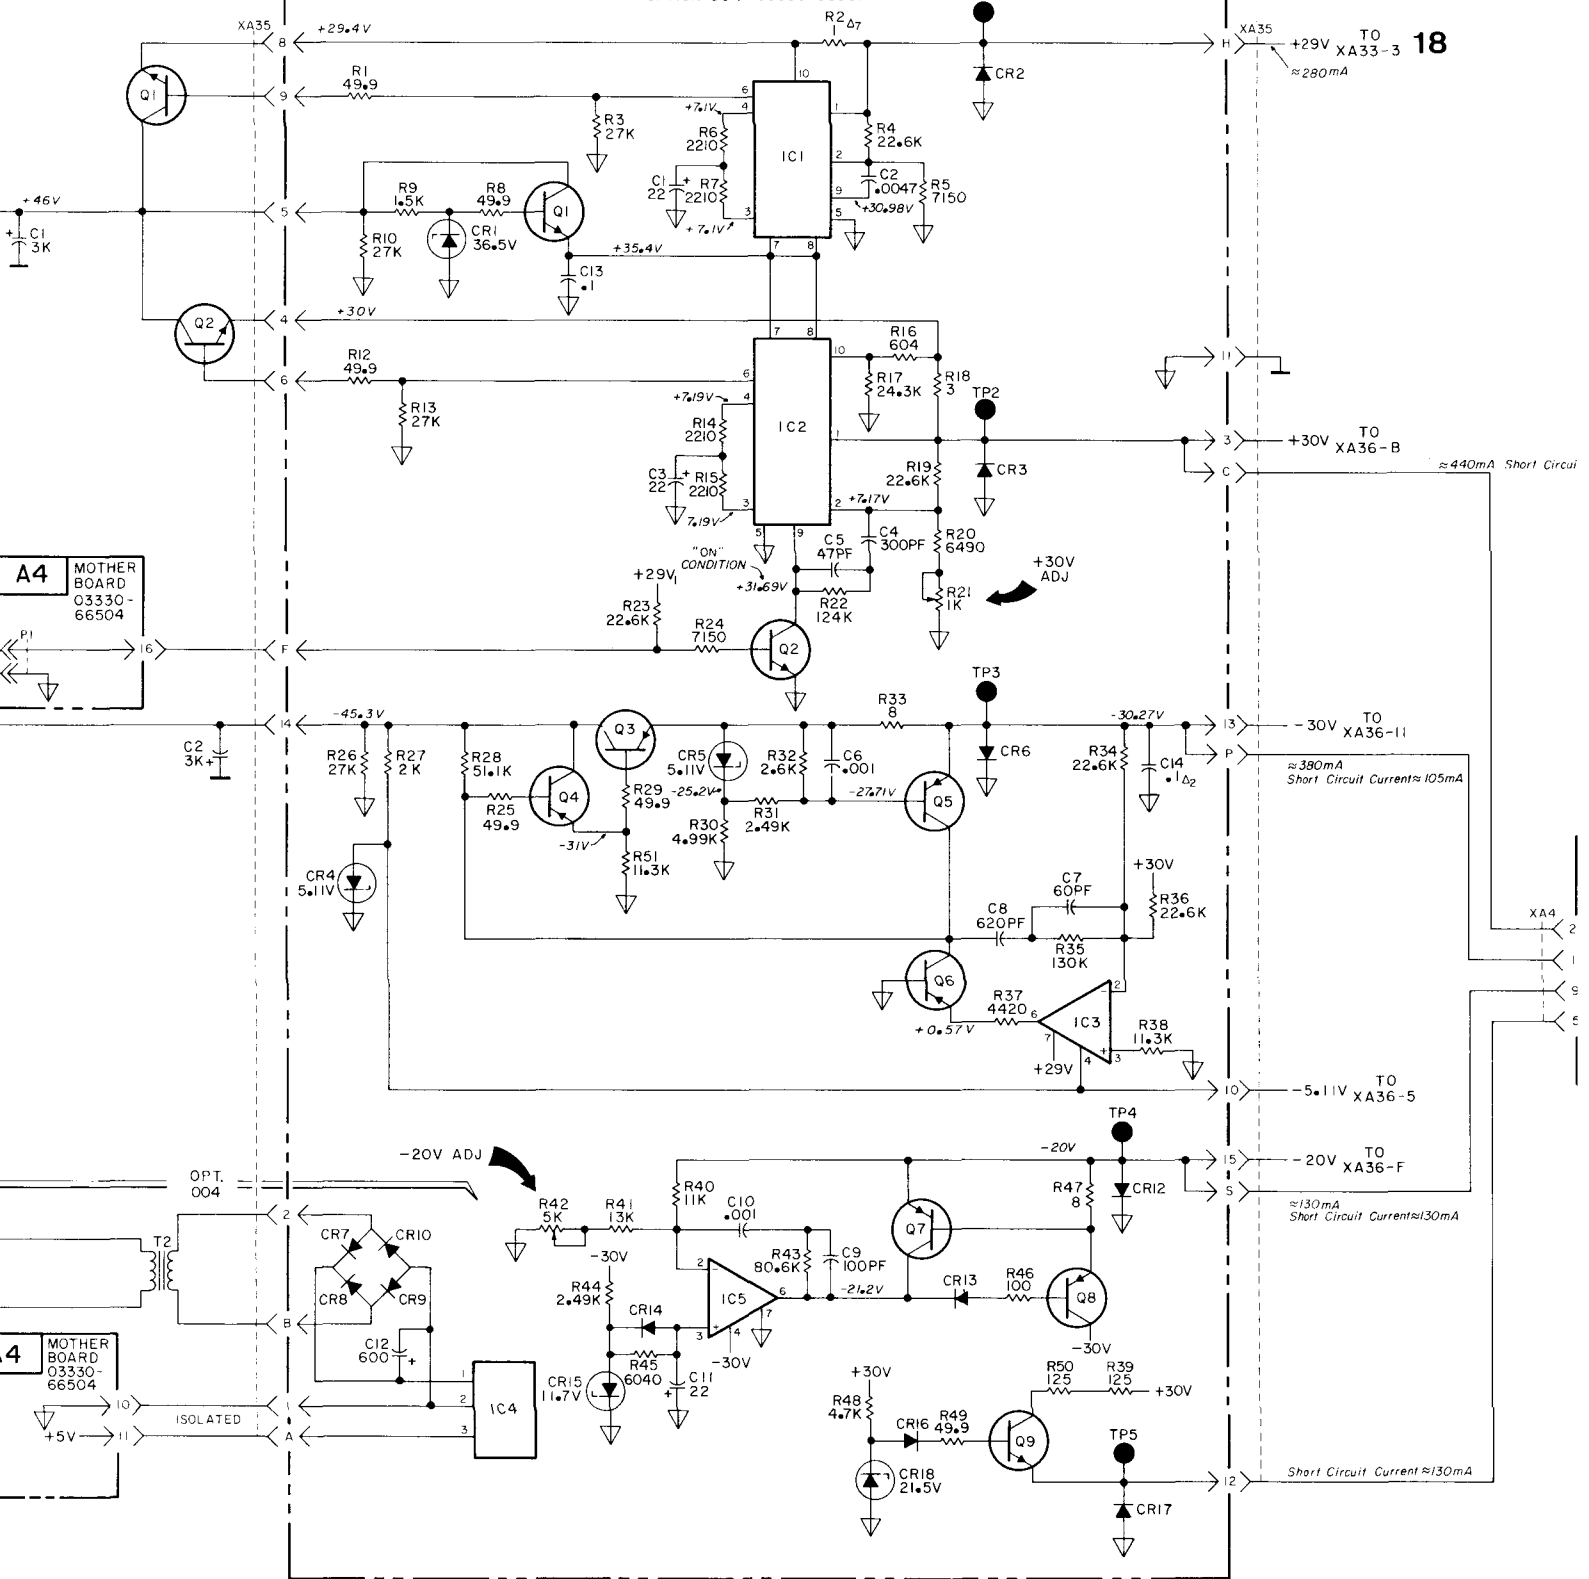 XA35
8
+29.4V
R2 Δ7
H
XA35
+29V TO XA33-3 18
≈280mA
CR2
Q1
9
R1
49.9
R3
27K
10
6
4
+7.1V
R6
2210
IC1
1
R4
22.6K
2
C2
.0047
R5
7150
9
+30.98V
5
C1
22
+
R7
2210
3
+7.1V
7
8
+46V
+
C1
3K
5
R9
1.5K
R8
49.9
Q1
R10
27K
CR1
36.5V
+35.4V
C13
.1
Q2
4
+30V
7
8
R12
49.9
6
R13
27K
6
4
+7.19V
R14
2210
IC2
10
R16
604
R17
24.3K
R18
3
TP2
11
1
CR3
3
+30V TO XA36-B
C
≈440mA Short Circui
C3
22
+
R15
2210
3
7.19V
R19
22.6K
2
+7.17V
5
9
C5
47PF
C4
300PF
R20
6490
"ON"
CONDITION
+31.69V
R22
124K
R21
1K
+30V
ADJ
A4
MOTHER
BOARD
03330-
66504
P1
16
F
+29V
R23
22.6K
R24
7150
Q2
14
-45.3V
C2
3K
+
R26
27K
R27
2K
R28
51.1K
Q3
Q4
R25
49.9
R29
49.9
-31V
R51
11.3K
CR5
5.11V
-25.2V
R30
4.99K
R31
2.49K
R32
2.6K
C6
.001
-27.71V
R33
8
Q5
TP3
CR6
-30.27V
R34
22.6K
C14
.1 Δ2
13
-30V TO XA36-11
P
≈380mA
Short Circuit Current≈105mA
CR4
5.11V
+30V
C7
60PF
R36
22.6K
C8
620PF
R35
130K
XA4
2
1
9
5
Q6
+0.57V
R37
4420
6
IC3
-
2
7
+29V
4
+
3
R38
11.3K
10
-5.11V TO XA36-5
TP4
-20V
15
-20V TO XA36-F
S
≈130mA
Short Circuit Current≈130mA
-20V ADJ
OPT.
004
R42
5K
R41
13K
R40
11K
C10
.001
R43
80.6K
C9
100PF
Q7
R47
8
CR12
T2
2
CR7
CR10
CR8
CR9
B
C12
600
+
-30V
R44
2.49K
CR14
2
-
IC5
6
7
-21.2V
CR13
R46
100
Q8
-30V
3
+
4
-30V
R45
6040
CR15
11.7V
C11
+
22
A4
MOTHER
BOARD
03330-
66504
10
+5V
11
ISOLATED
A
1
2
3
IC4
+30V
R48
4.7K
CR16
R49
49.9
Q9
R50
125
R39
125
+30V
CR18
21.5V
TP5
12
Short Circuit Current≈130mA
CR17